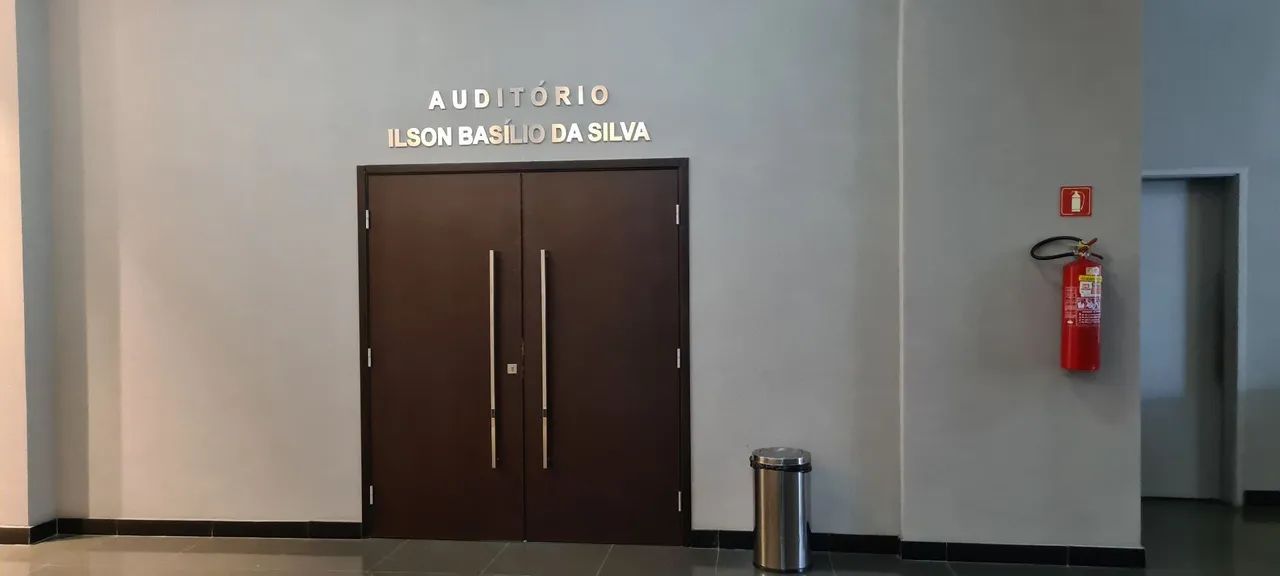 AUDITÓRIO
ILSON BASÍLIO DA SILVA